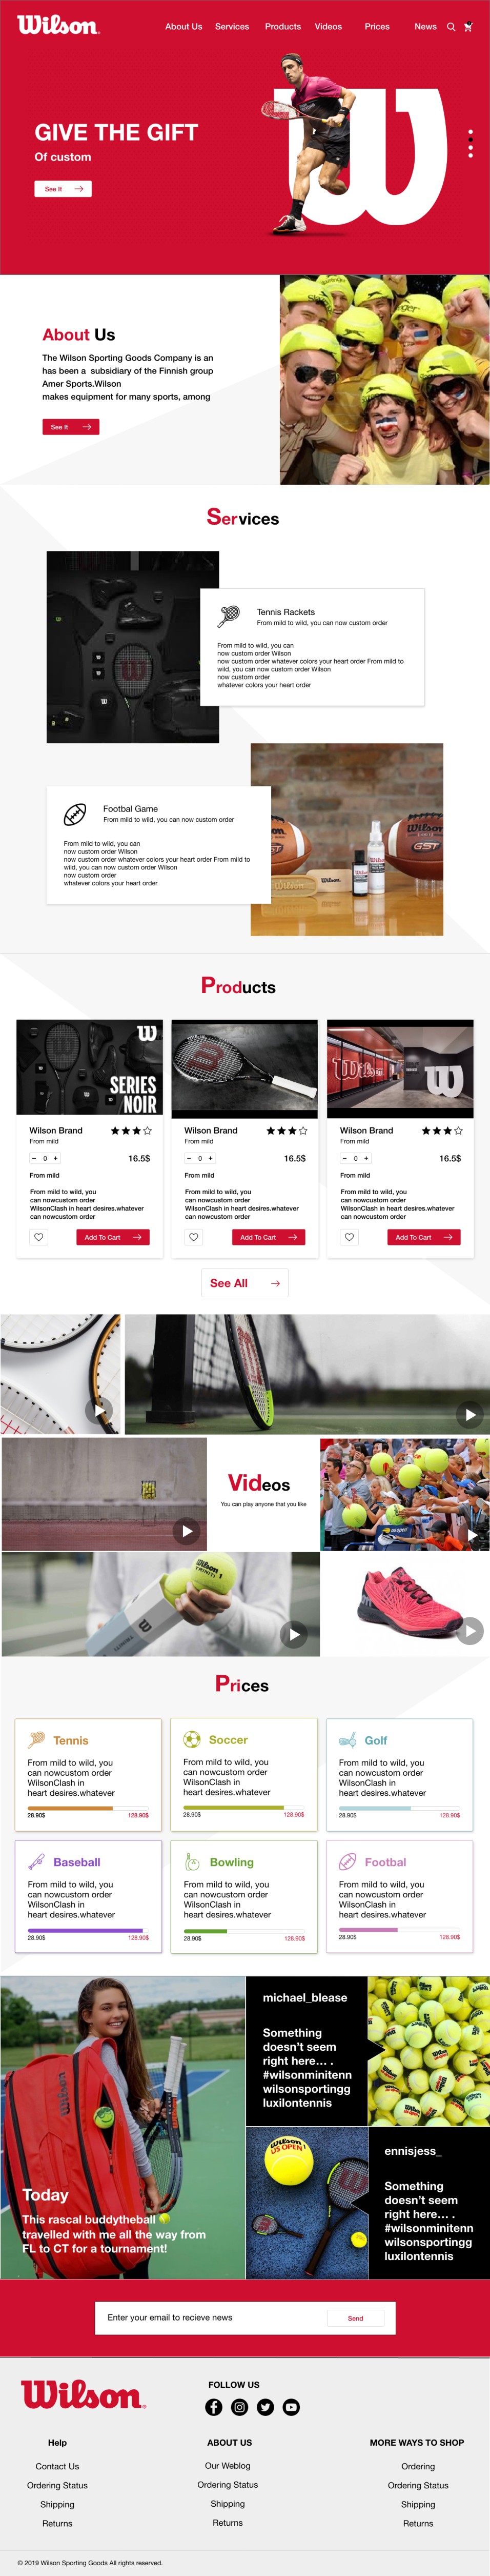 Wilson.
About Us Services Products Videos Prices News
GIVE THE GIFT
Of custom
See It
About Us
The Wilson Sporting Goods Company is an
has been a subsidiary of the Finnish group
Amer Sports.Wilson
makes equipment for many sports, among
See It
Services
Tennis Rackets
From mild to wild, you can now custom order
From mild to wild, you can
now custom order Wilson
now custom order whatever colors your heart order From mild to
wild, you can now custom order Wilson
now custom order
whatever colors your heart order
Footbal Game
From mild to wild, you can now custom order
From mild to wild, you can
now custom order Wilson
now custom order whatever colors your heart order From mild to
wild, you can now custom order Wilson
now custom order
whatever colors your heart order
Wilson
GST
Wilson
Wilson
Products
SERIES
NOIR
Wilson Brand
From mild
- 0 +
16.5$
From mild
From mild to wild, you
can nowcustom order
WilsonClash in heart desires.whatever
can nowcustom order
Add To Cart
Wilson Brand
From mild
- 0 +
16.5$
From mild
From mild to wild, you
can nowcustom order
WilsonClash in heart desires.whatever
can nowcustom order
Add To Cart
Wilson
Wilson Brand
From mild
- 0 +
16.5$
From mild
From mild to wild, you
can nowcustom order
WilsonClash in heart desires.whatever
can nowcustom order
Add To Cart
See All
Videos
You can play anyone that you like
Wilson
TRINITI
Prices
Tennis
From mild to wild, you
can nowcustom order
WilsonClash in
heart desires.whatever
28.90$ 128.90$
Soccer
From mild to wild, you
can nowcustom order
WilsonClash in
heart desires.whatever
28.90$ 128.90$
Golf
From mild to wild, you
can nowcustom order
WilsonClash in
heart desires.whatever
28.90$ 128.90$
Baseball
From mild to wild, you
can nowcustom order
WilsonClash in
heart desires.whatever
28.90$ 128.90$
Bowling
From mild to wild, you
can nowcustom order
WilsonClash in
heart desires.whatever
28.90$ 128.90$
Footbal
From mild to wild, you
can nowcustom order
WilsonClash in
heart desires.whatever
28.90$ 128.90$
Today
This rascal buddytheball
travelled with me all the way from
FL to CT for a tournament!
michael_blease
Something
doesn't seem
right here... .
#wilsonminitenn
wilsonsportingg
luxilontennis
Wilson
US OPEN
ennisjess_
Something
doesn't seem
right here... .
#wilsonminitenn
wilsonsportingg
luxilontennis
Enter your email to recieve news
Send
Wilson.
FOLLOW US
Help
Contact Us
Ordering Status
Shipping
Returns
ABOUT US
Our Weblog
Ordering Status
Shipping
Returns
MORE WAYS TO SHOP
Ordering
Ordering Status
Shipping
Returns
© 2019 Wilson Sporting Goods All rights reserved.